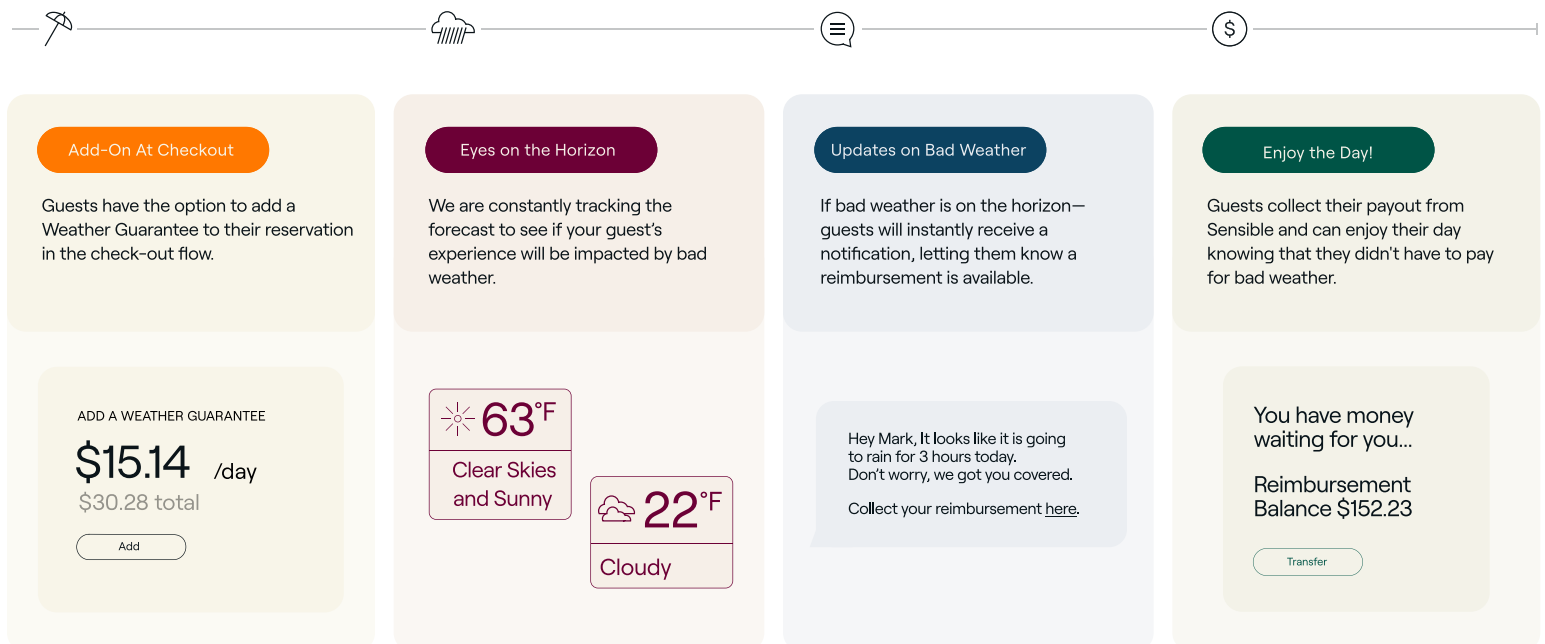 $
Add-On At Checkout
Guests have the option to add a
Weather Guarantee to their reservation
in the check-out flow.
ADD A WEATHER GUARANTEE
$15.14 /day
$30.28 total
Add
Eyes on the Horizon
We are constantly tracking the
forecast to see if your guest's
experience will be impacted by bad
weather.
63°F
Clear Skies
and Sunny
22°F
Cloudy
Updates on Bad Weather
If bad weather is on the horizon—
guests will instantly receive a
notification, letting them know a
reimbursement is available.
Hey Mark, It looks like it is going
to rain for 3 hours today.
Don't worry, we got you covered.
Collect your reimbursement here.
Enjoy the Day!
Guests collect their payout from
Sensible and can enjoy their day
knowing that they didn't have to pay
for bad weather.
You have money
waiting for you...
Reimbursement
Balance $152.23
Transfer